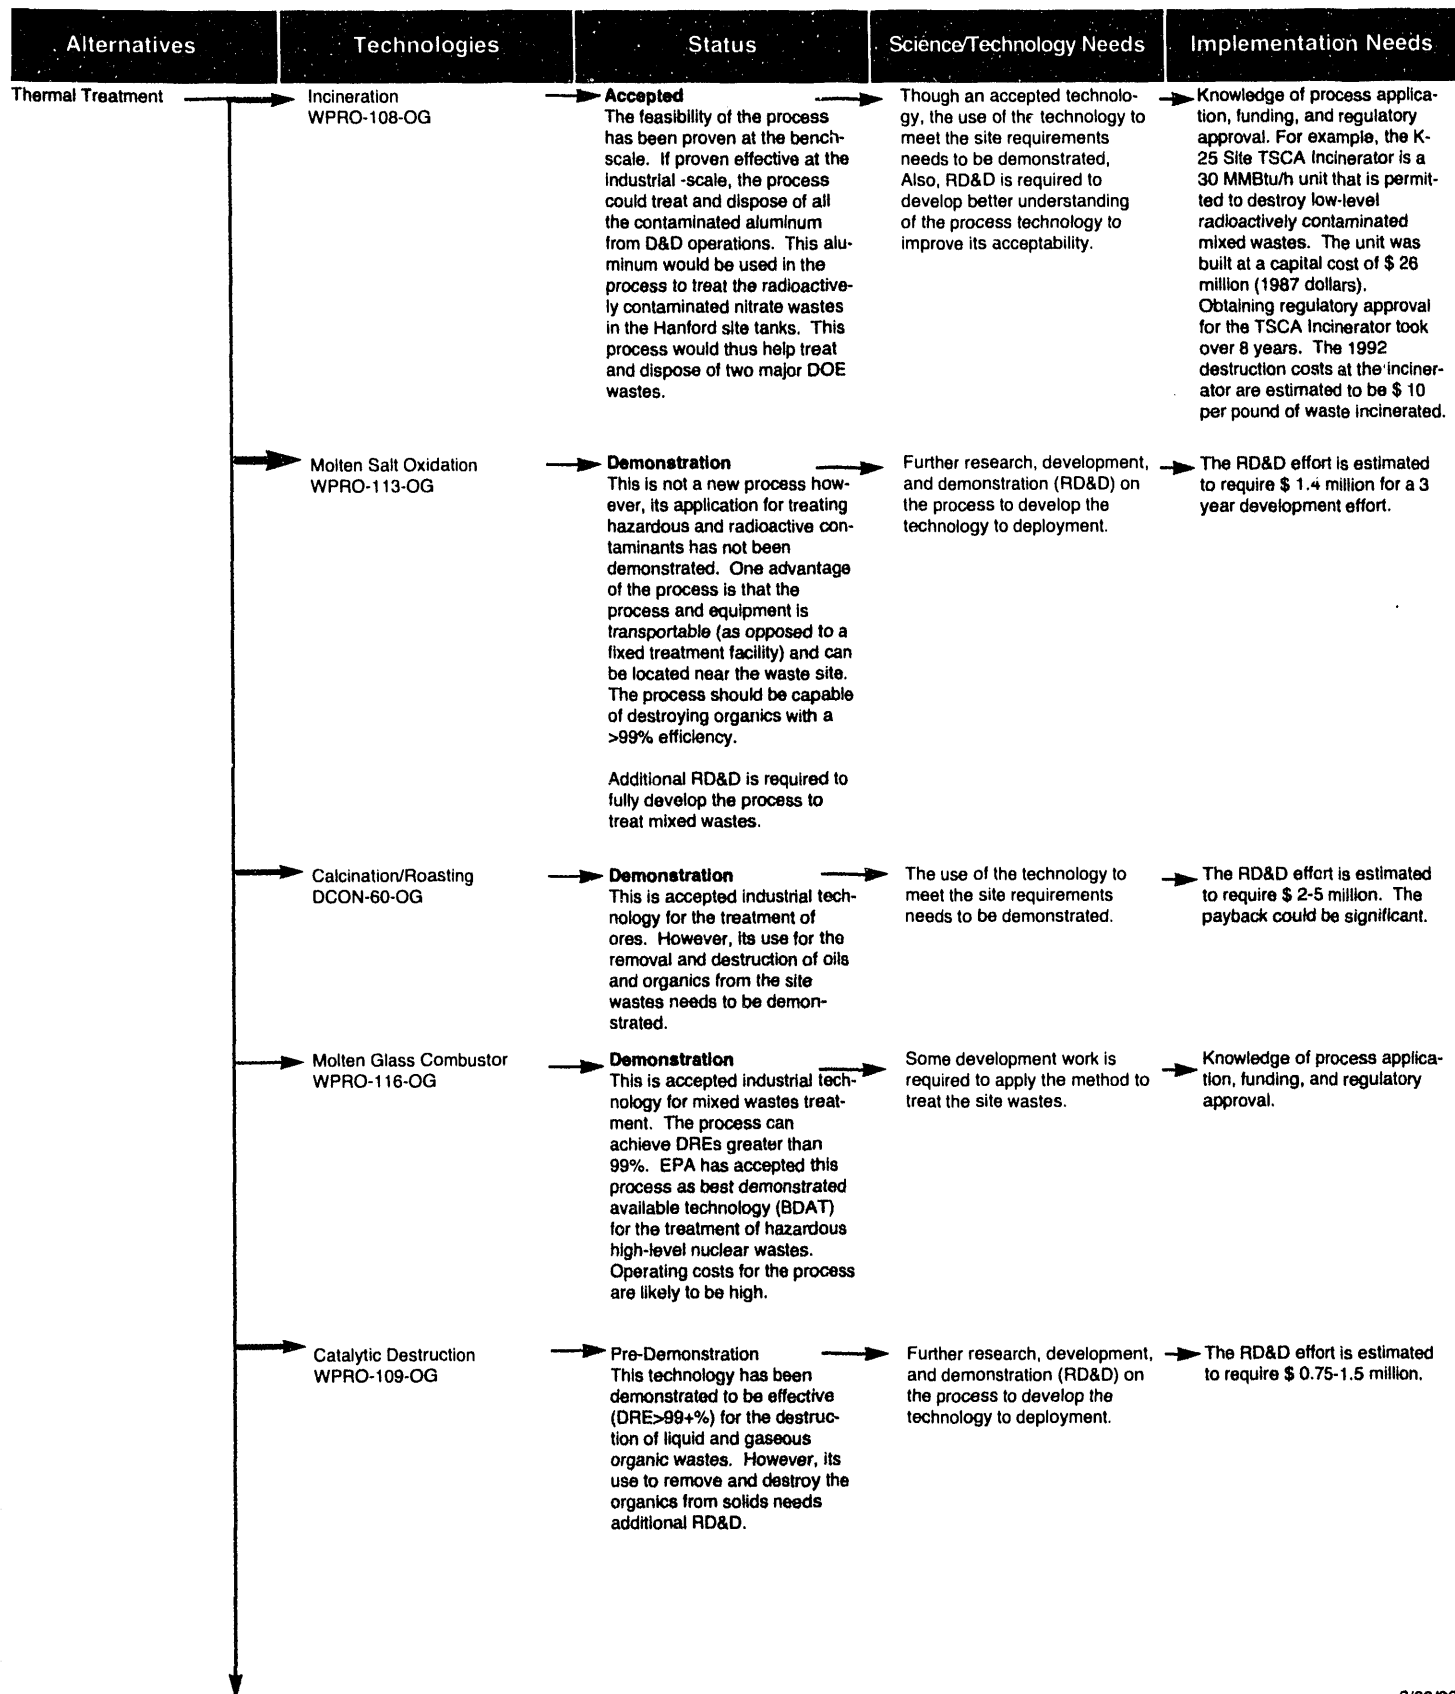 Alternatives
Technologies
Status
Science/Technology Needs
Implementation Needs
Thermal Treatment
Incineration
WPRO-108-OG
Accepted
The feasibility of the process
has been proven at the bench-
scale. If proven effective at the
industrial -scale, the process
could treat and dispose of all
the contaminated aluminum
from D&D operations. This alu-
minum would be used in the
process to treat the radioactive-
ly contaminated nitrate wastes
in the Hanford site tanks. This
process would thus help treat
and dispose of two major DOE
wastes.
Though an accepted technolo-
gy, the use of the technology to
meet the site requirements
needs to be demonstrated,
Also, RD&D is required to
develop better understanding
of the process technology to
improve its acceptability.
Knowledge of process applica-
tion, funding, and regulatory
approval. For example, the K-
25 Site TSCA Incinerator is a
30 MMBtu/h unit that is permit-
ted to destroy low-level
radioactively contaminated
mixed wastes. The unit was
built at a capital cost of $ 26
million (1987 dollars).
Obtaining regulatory approval
for the TSCA Incinerator took
over 8 years. The 1992
destruction costs at the inciner-
ator are estimated to be $ 10
per pound of waste incinerated.
Molten Salt Oxidation
WPRO-113-OG
Demonstration
This is not a new process how-
ever, its application for treating
hazardous and radioactive con-
taminants has not been
demonstrated. One advantage
of the process is that the
process and equipment is
transportable (as opposed to a
fixed treatment facility) and can
be located near the waste site.
The process should be capable
of destroying organics with a
>99% efficiency.
Additional RD&D is required to
fully develop the process to
treat mixed wastes.
Further research, development,
and demonstration (RD&D) on
the process to develop the
technology to deployment.
The RD&D effort is estimated
to require $ 1.4 million for a 3
year development effort.
Calcination/Roasting
DCON-60-OG
Demonstration
This is accepted industrial tech-
nology for the treatment of
ores. However, its use for the
removal and destruction of oils
and organics from the site
wastes needs to be demon-
strated.
The use of the technology to
meet the site requirements
needs to be demonstrated.
The RD&D effort is estimated
to require $ 2-5 million. The
payback could be significant.
Molten Glass Combustor
WPRO-116-OG
Demonstration
This is accepted industrial tech-
nology for mixed wastes treat-
ment. The process can
achieve DREs greater than
99%. EPA has accepted this
process as best demonstrated
available technology (BDAT)
for the treatment of hazardous
high-level nuclear wastes.
Operating costs for the process
are likely to be high.
Some development work is
required to apply the method to
treat the site wastes.
Knowledge of process applica-
tion, funding, and regulatory
approval.
Catalytic Destruction
WPRO-109-OG
Pre-Demonstration
This technology has been
demonstrated to be effective
(DRE>99+%) for the destruc-
tion of liquid and gaseous
organic wastes. However, its
use to remove and destroy the
organics from solids needs
additional RD&D.
Further research, development,
and demonstration (RD&D) on
the process to develop the
technology to deployment.
The RD&D effort is estimated
to require $ 0.75-1.5 million.